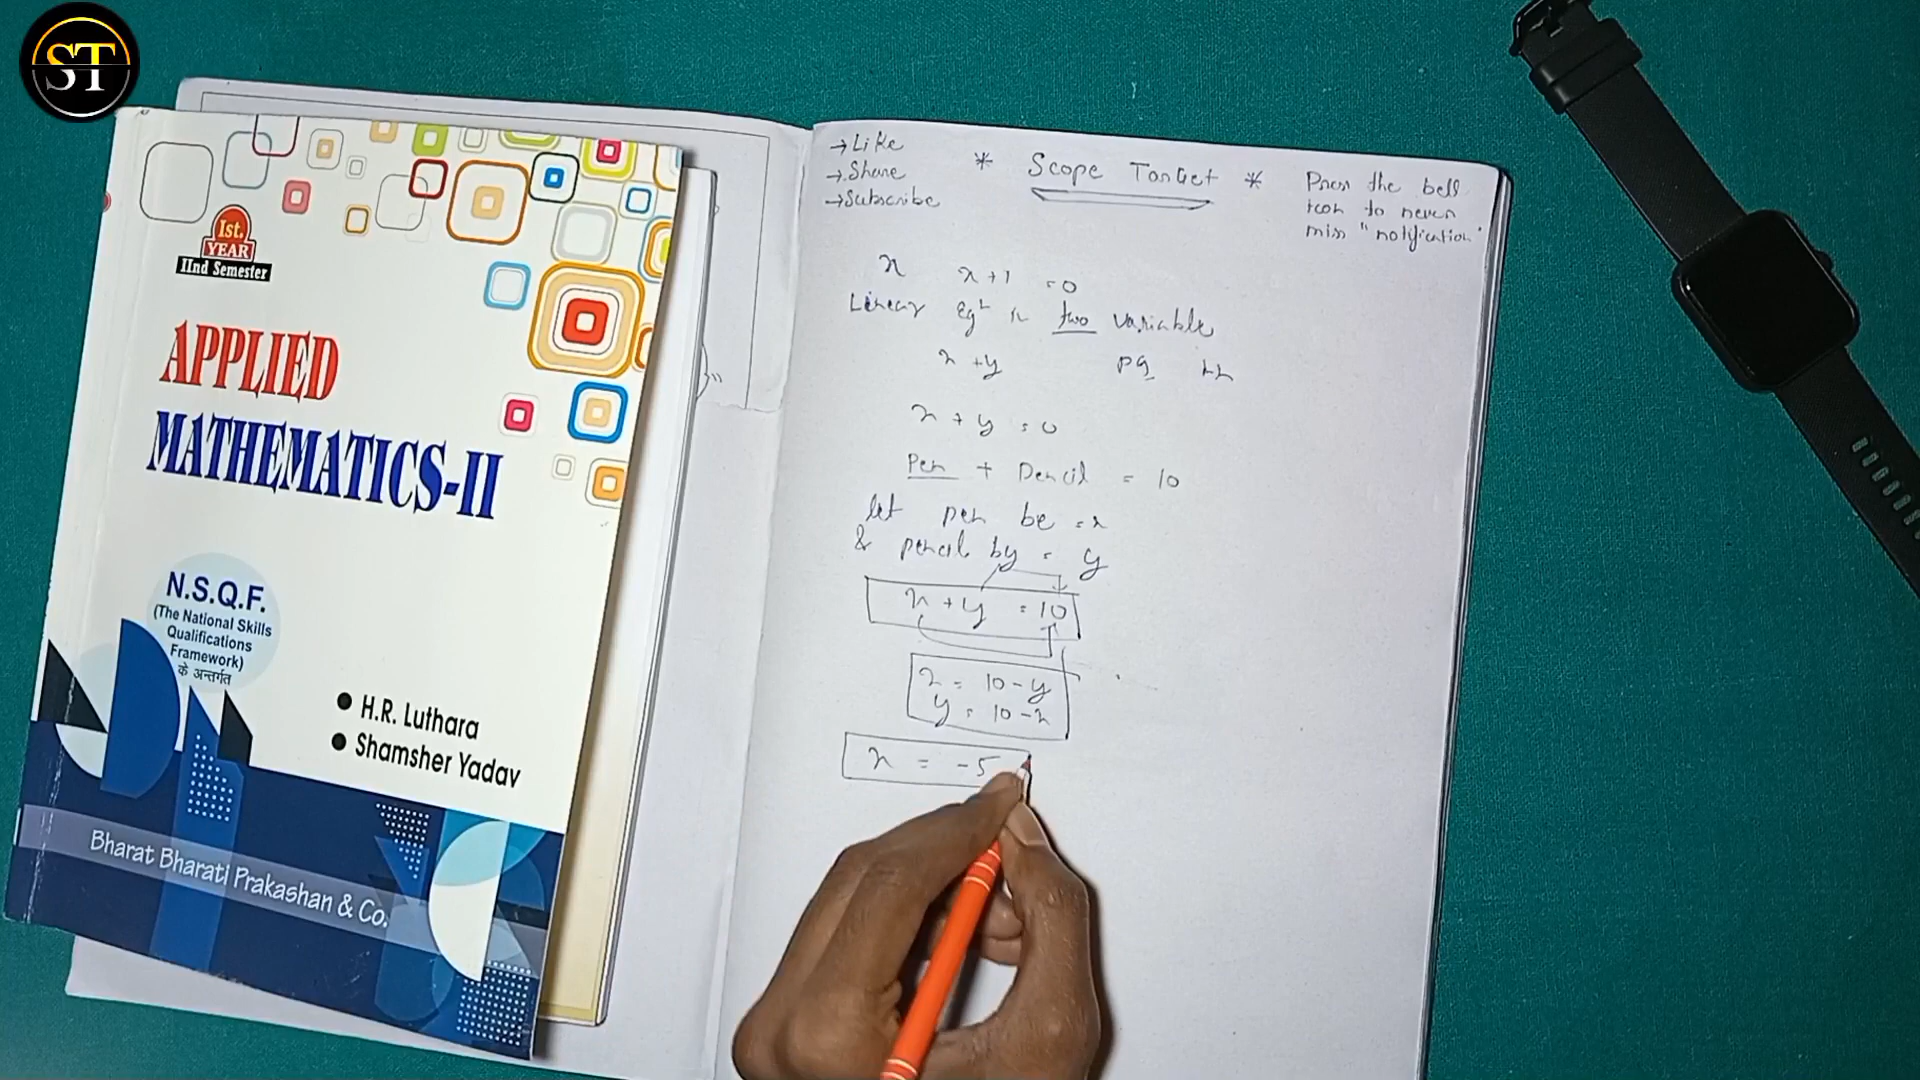 ST
1st.
YEAR
IInd Semester
APPLIED
MATHEMATICS-II
N.S.Q.F.
(The National Skills
Qualifications
Framework)
के अन्तर्गत
● H.R. Luthara
● Shamsher Yadav
Bharat Bharati Prakashan & Co.
→Like
→Share
→Subscribe
* Scope Target *
Press the bell
icon to never
miss "notification"
x x+1 =0
Linear Eqn in two variable
x+y pq
x + y = 0
Pen + Pencil = 10
let pen be = x
& pencil by = y
x + y = 10
x = 10 - y
y = 10 - x
x = -5